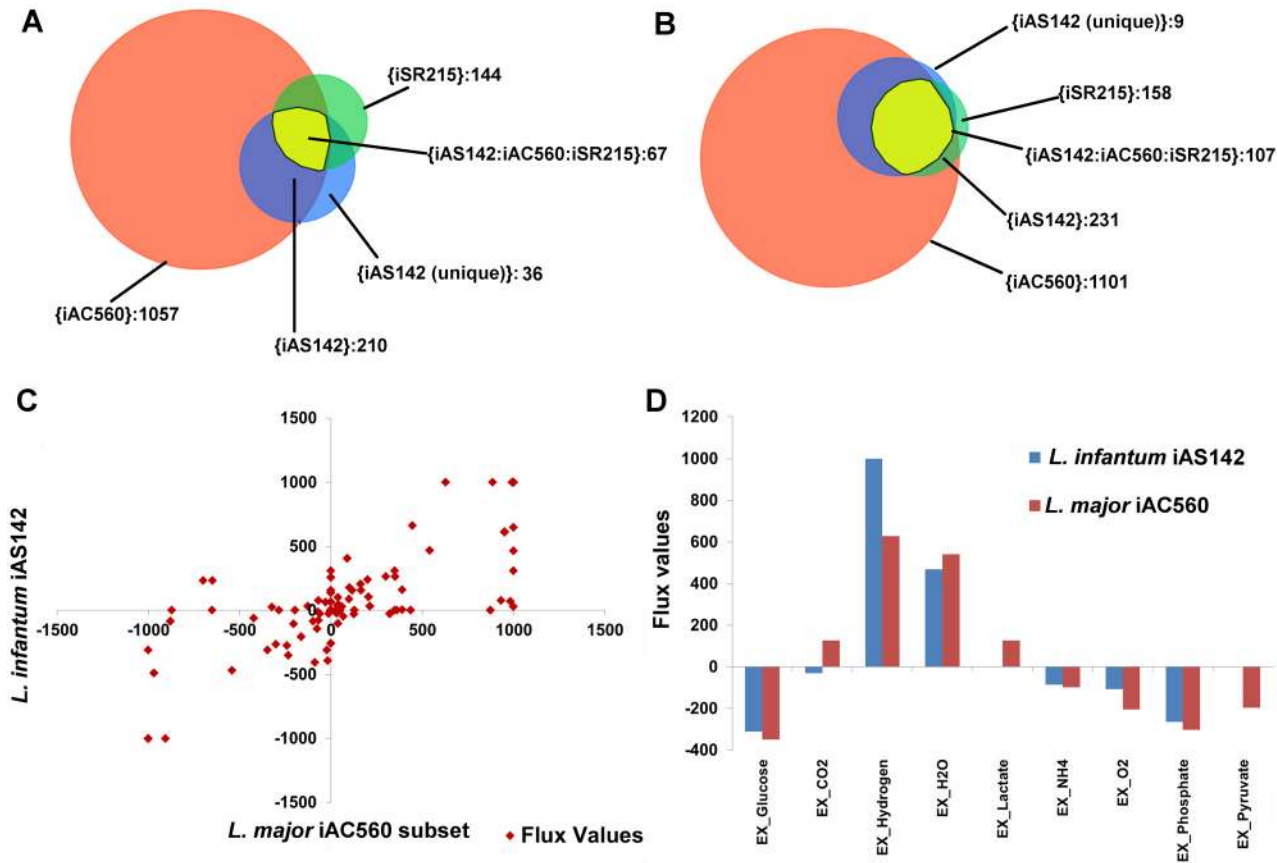 A
{iSR215}:144
{iAS142:iAC560:iSR215}:67
{iAS142 (unique)}: 36
{iAC560}:1057
{iAS142}:210
B
{iAS142 (unique)}:9
{iSR215}:158
{iAS142:iAC560:iSR215}:107
{iAS142}:231
{iAC560}:1101
C
1500
1000
500
0
-1500 -1000 -500 0 500 1000 1500
-500
-1000
-1500
L. infantum iAS142
L. major iAC560 subset
Flux Values
D
1200
1000
800
600
400
200
0
-200
-400
Flux values
L. infantum iAS142
L. major iAC560
EX_Glucose
EX_CO2
EX_Hydrogen
EX_H2O
EX_Lactate
EX_NH4
EX_O2
EX_Phosphate
EX_Pyruvate